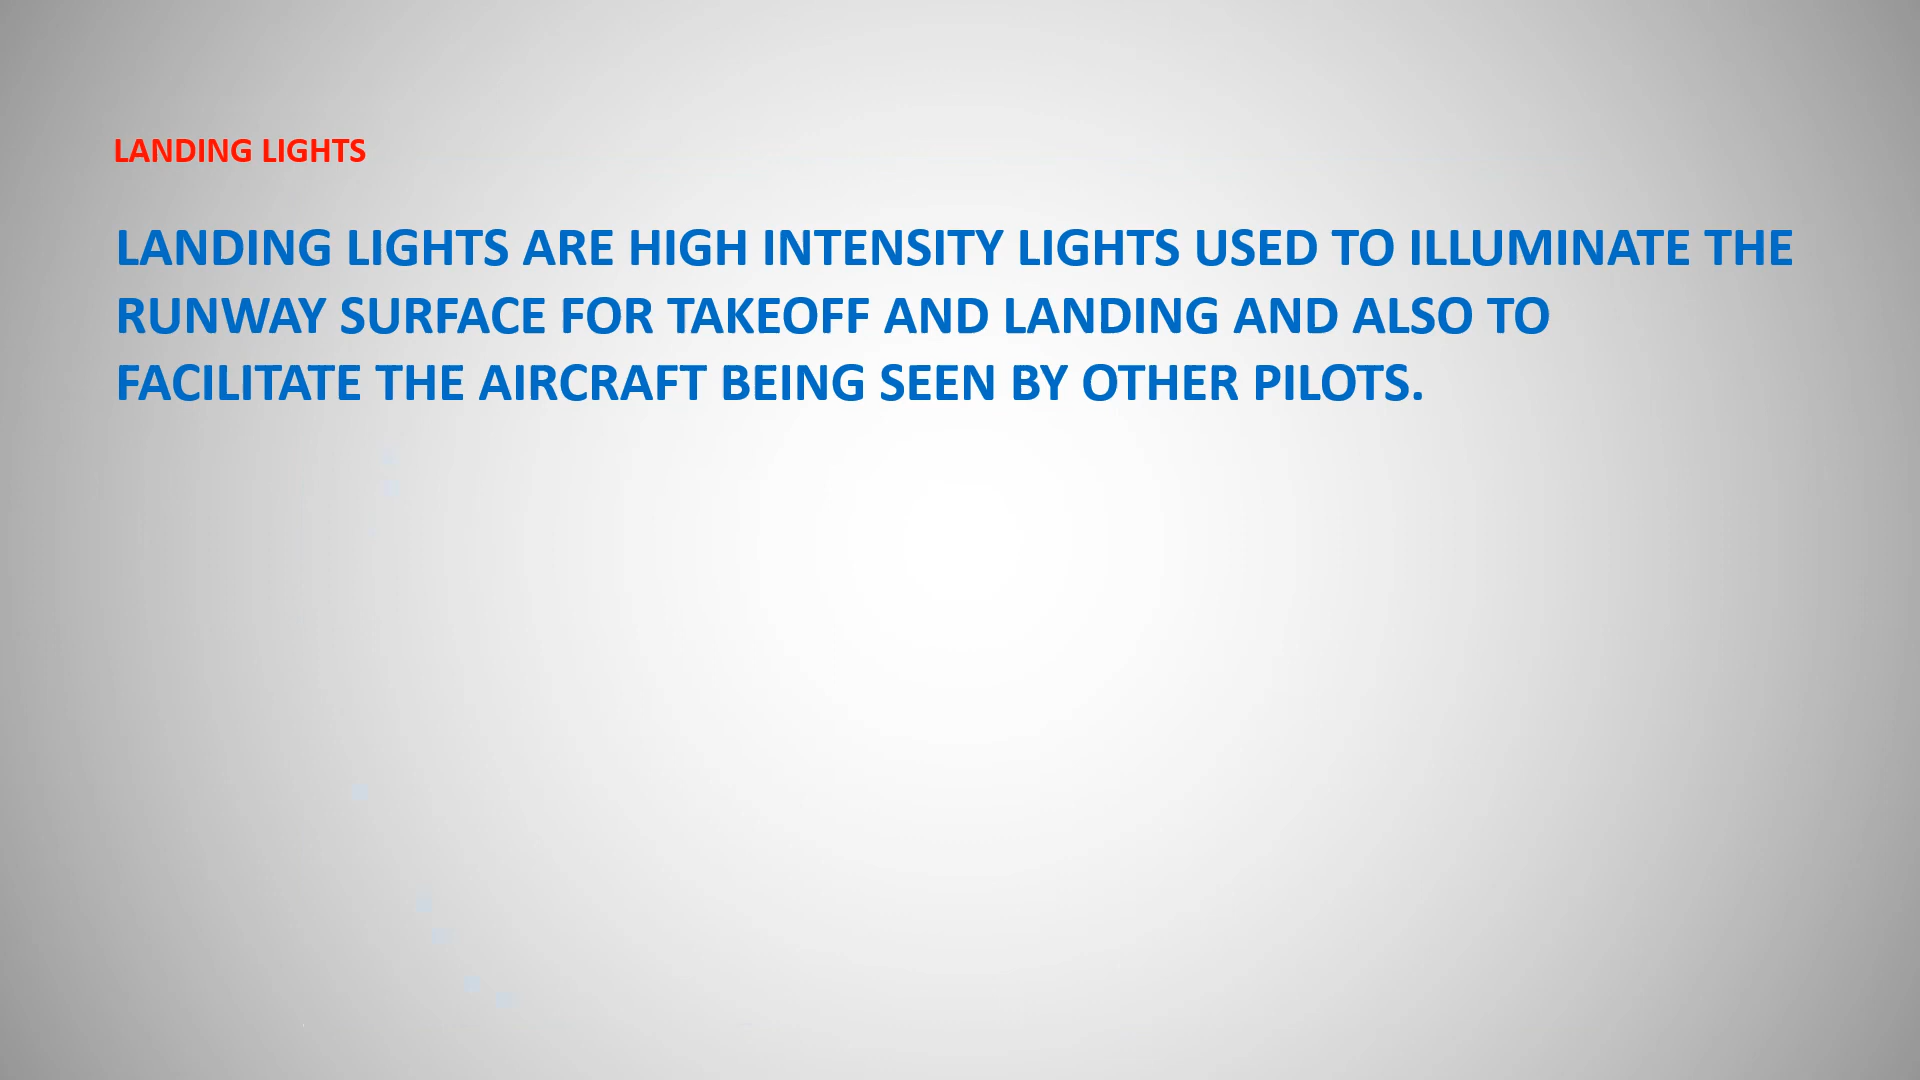 LANDING LIGHTS
LANDING LIGHTS ARE HIGH INTENSITY LIGHTS USED TO ILLUMINATE THE
RUNWAY SURFACE FOR TAKEOFF AND LANDING AND ALSO TO
FACILITATE THE AIRCRAFT BEING SEEN BY OTHER PILOTS.